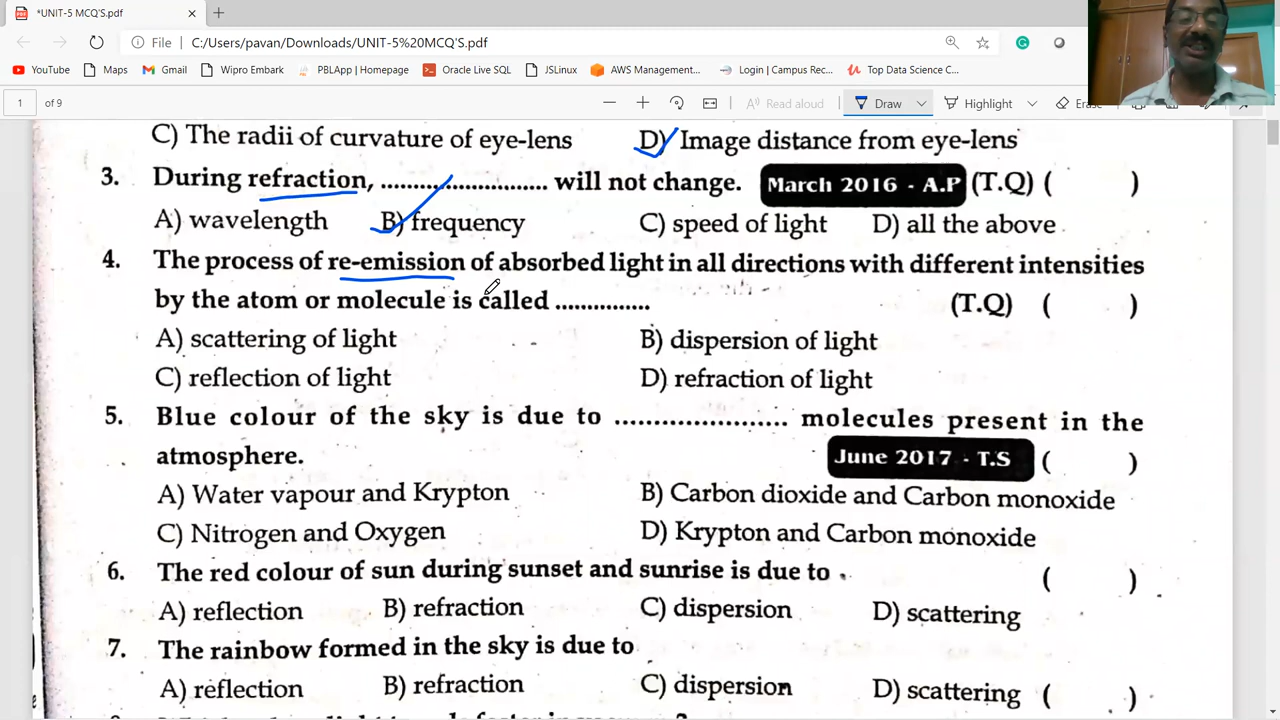 *UNIT-5 MCQ'S.pdf
File C:/Users/pavan/Downloads/UNIT-5%20MCQ'S.pdf
YouTube Maps Gmail Wipro Embark PBLApp | Homepage Oracle Live SQL JSLinux AWS Management... Login | Campus Rec... Top Data Science C...
1 of 9 Read aloud Draw Highlight Erase
C) The radii of curvature of eye-lens D) Image distance from eye-lens
3. During refraction, .......................... will not change. March 2016 - A.P (T.Q) ( )
A) wavelength B) frequency C) speed of light D) all the above
4. The process of re-emission of absorbed light in all directions with different intensities
by the atom or molecule is called ............... (T.Q) ( )
A) scattering of light B) dispersion of light
C) reflection of light D) refraction of light
5. Blue colour of the sky is due to ...................... molecules present in the
atmosphere. June 2017 - T.S ( )
A) Water vapour and Krypton B) Carbon dioxide and Carbon monoxide
C) Nitrogen and Oxygen D) Krypton and Carbon monoxide
6. The red colour of sun during sunset and sunrise is due to . ( )
A) reflection B) refraction C) dispersion D) scattering
7. The rainbow formed in the sky is due to
A) reflection B) refraction C) dispersion D) scattering ( )